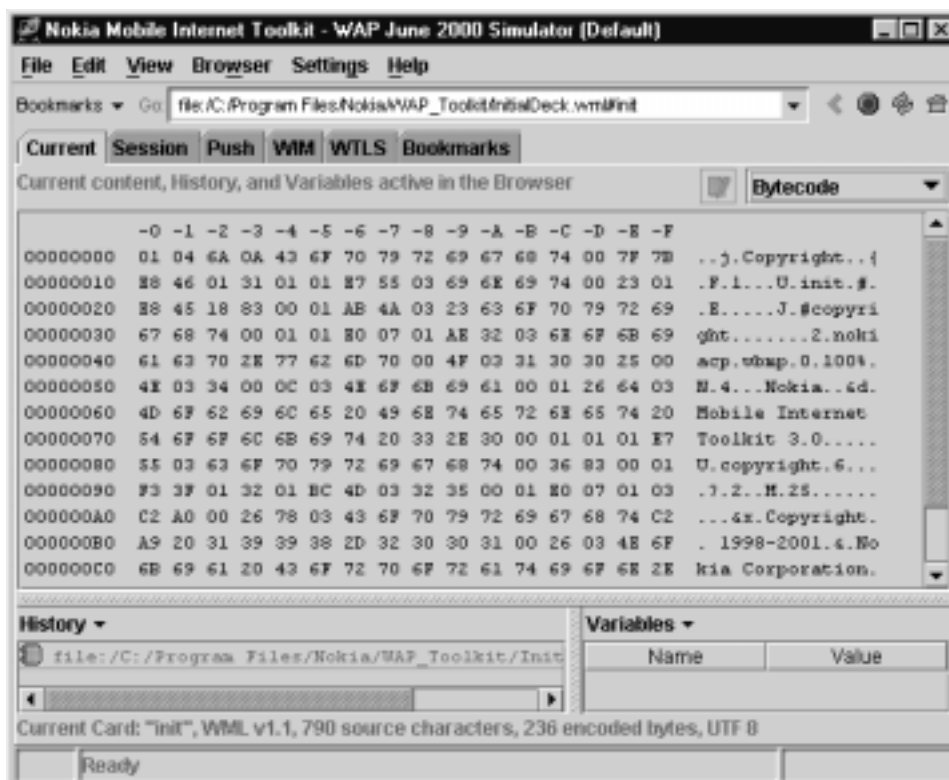 Nokia Mobile Internet Toolkit - WAP June 2000 Simulator (Default)
File Edit View Browser Settings Help
Bookmarks Go: file:/C:/Program Files/Nokia/WAP_Toolkit/InitialDeck.wml#init
Current Session Push WIM WTLS Bookmarks
Current content, History, and Variables active in the Browser Bytecode
-0 -1 -2 -3 -4 -5 -6 -7 -8 -9 -A -B -C -D -E -F
00000000 01 04 6A 0A 43 6F 70 79 72 69 67 68 74 00 7F 7B ..j.Copyright..{
00000010 E8 46 01 31 01 01 E7 55 03 69 6E 69 74 00 23 01 .F.1...U.init.#.
00000020 E8 45 18 83 00 01 AB 4A 03 23 63 6F 70 79 72 69 .E.....J.#copyri
00000030 67 68 74 00 01 01 E0 07 01 AE 32 03 6E 6F 6B 69 ght.......2.noki
00000040 61 63 70 2E 77 62 6D 70 00 4F 03 31 30 30 25 00 acp.wbmp.O.100%.
00000050 4E 03 34 00 0C 03 4E 6F 6B 69 61 00 01 26 64 03 N.4...Nokia..&d.
00000060 4D 6F 62 69 6C 65 20 49 6E 74 65 72 6E 65 74 20 Mobile Internet
00000070 54 6F 6F 6C 6B 69 74 20 33 2E 30 00 01 01 01 E7 Toolkit 3.0.....
00000080 55 03 63 6F 70 79 72 69 67 68 74 00 36 83 00 01 U.copyright.6...
00000090 F3 3F 01 32 01 BC 4D 03 32 35 00 01 E0 07 01 03 .?.2..M.25......
000000A0 C2 A0 00 26 78 03 43 6F 70 79 72 69 67 68 74 C2 ...&x.Copyright.
000000B0 A9 20 31 39 39 38 2D 32 30 30 31 00 26 03 4E 6F . 1998-2001.&.No
000000C0 6B 69 61 20 43 6F 72 70 6F 72 61 74 69 6F 6E 2E kia Corporation.
History Variables
file:/C:/Program Files/Nokia/WAP_Toolkit/Init Name Value
Current Card: "init", WML v1.1, 790 source characters, 236 encoded bytes, UTF 8
Ready